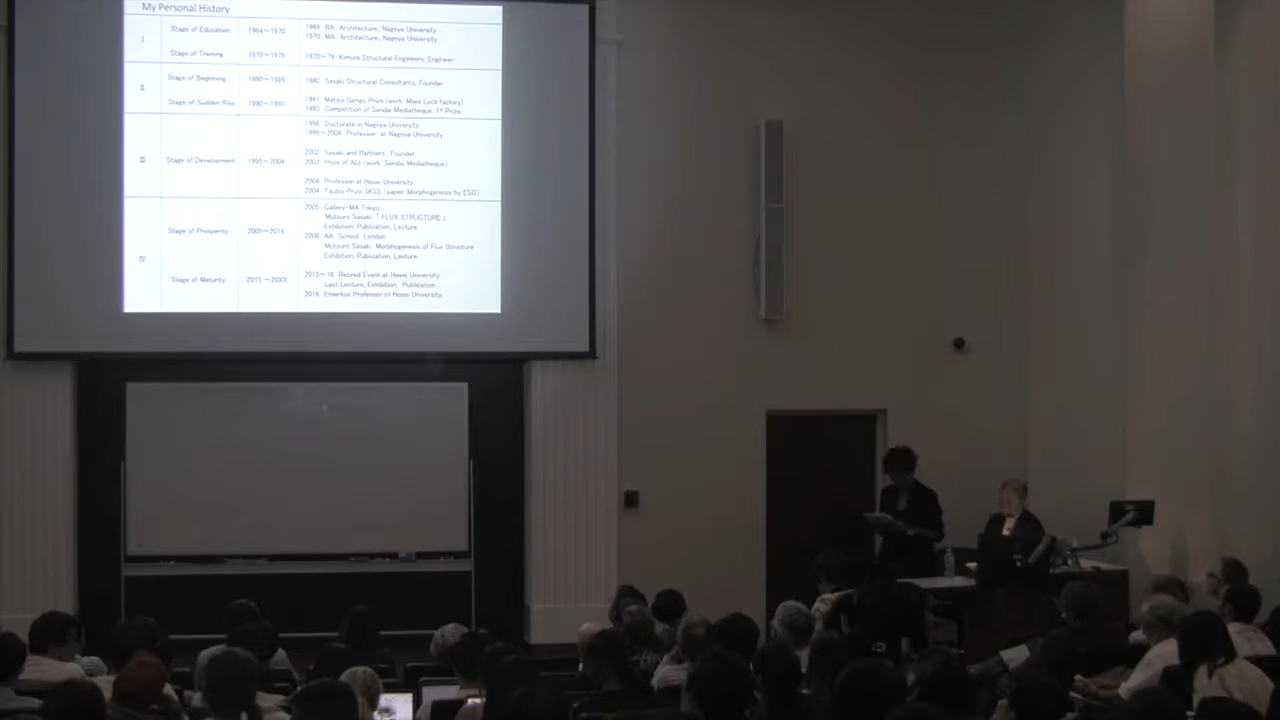 My Personal History
I
Stage of Education 1964～1970 1968 BA Architecture, Nagoya University
1970 MA Architecture, Nagoya University
Stage of Training 1970～1979 1970～79 Kimura Structural Engineers, Engineer
II
Stage of Beginning 1980～1989 1980 Sasaki Structural Consultants, Founder
Stage of Sudden Rise 1990～1995 1991 Matsui Gengo Prize (work: Miwa Lock factory)
1995 Competition of Sendai Mediatheque, 1st Prize
1998 Doctorate in Nagoya University
1999～2004 Professor at Nagoya University
III
Stage of Development 1995～2004 2002 Sasaki and Partners, Founder
2003 Prize of AIJ (work: Sendai Mediatheque)
2004 Professor at Hosei University
2004 Tsuboi Prize, IASS (paper: Morphogenesis by ESO)
2005 Gallery-MA Tokyo
Mutsuro Sasaki「FLUX STRUCTURE」
Exhibition, Publication, Lecture
Stage of Prosperity 2005～2014
2006 AA School London
Mutsuro Sasaki Morphogenesis of Flux Structure
Exhibition, Publication, Lecture
IV
Stage of Maturity 2015～20XX 2015～16 Retired Event at Hosei University
Last Lecture, Exhibition, Publication
2016 Emeritus Professor of Hosei University